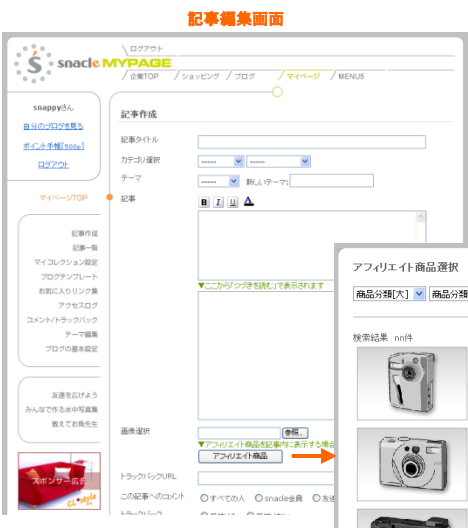 記事編集画面
snacle MYPAGE
ログアウト
企業TOP / ショッピング / ブログ / マイページ / MENU5
snappyさん
自分のブログを見る
ポイント手帳[500p]
ログアウト
マイページTOP
記事作成
記事一覧
マイコレクション設定
ブログテンプレート
お気に入りリンク集
アクセスログ
コメント/トラックバック
テーマ編集
ブログの基本設定
友達を広げよう
みんなで作る水中写真集
教えてお魚先生
スポンサー広告
記事作成
記事タイトル
カテゴリ選択 ----- -----
テーマ ----- 新しいテーマ:
記事 B I U A
▼ここから「つづきを読む」で表示されます
画像選択 参照...
▼アフィリエイト商品を記事内に表示する場合
アフィリエイト商品
トラックバックURL
この記事へのコメント すべての人 snacle会員 友達
トラックバック
アフィリエイト商品選択
商品分類[大] 商品分類
検索結果 nn件